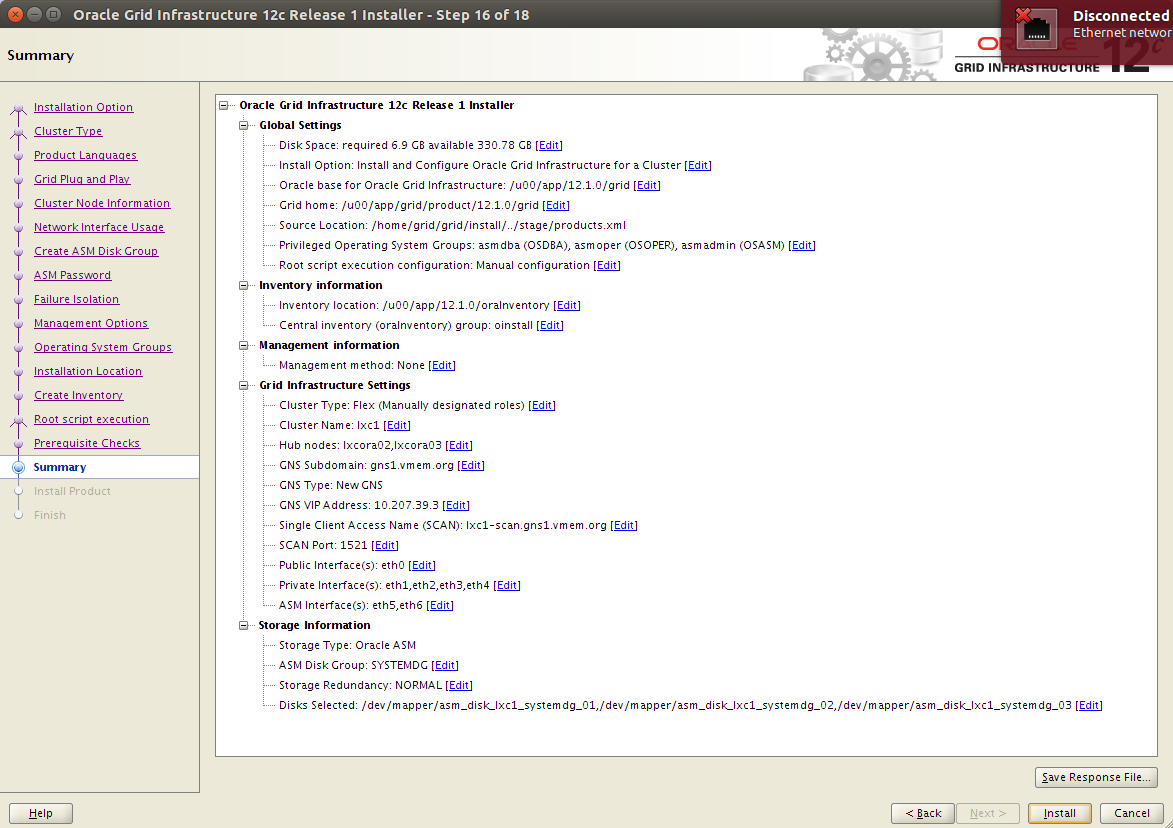 Oracle Grid Infrastructure 12c Release 1 Installer - Step 16 of 18
Disconnected
Ethernet networ
Summary
GRID INFRASTRUCTURE
12c
Installation Option
Cluster Type
Product Languages
Grid Plug and Play
Cluster Node Information
Network Interface Usage
Create ASM Disk Group
ASM Password
Failure Isolation
Management Options
Operating System Groups
Installation Location
Create Inventory
Root script execution
Prerequisite Checks
Summary
Install Product
Finish
Oracle Grid Infrastructure 12c Release 1 Installer
Global Settings
Disk Space: required 6.9 GB available 330.78 GB [Edit]
Install Option: Install and Configure Oracle Grid Infrastructure for a Cluster [Edit]
Oracle base for Oracle Grid Infrastructure: /u00/app/12.1.0/grid [Edit]
Grid home: /u00/app/grid/product/12.1.0/grid [Edit]
Source Location: /home/grid/grid/install/../stage/products.xml
Privileged Operating System Groups: asmdba (OSDBA), asmoper (OSOPER), asmadmin (OSASM) [Edit]
Root script execution configuration: Manual configuration [Edit]
Inventory information
Inventory location: /u00/app/12.1.0/oraInventory [Edit]
Central inventory (oraInventory) group: oinstall [Edit]
Management information
Management method: None [Edit]
Grid Infrastructure Settings
Cluster Type: Flex (Manually designated roles) [Edit]
Cluster Name: lxc1 [Edit]
Hub nodes: lxcora02,lxcora03 [Edit]
GNS Subdomain: gns1.vmem.org [Edit]
GNS Type: New GNS
GNS VIP Address: 10.207.39.3 [Edit]
Single Client Access Name (SCAN): lxc1-scan.gns1.vmem.org [Edit]
SCAN Port: 1521 [Edit]
Public Interface(s): eth0 [Edit]
Private Interface(s): eth1,eth2,eth3,eth4 [Edit]
ASM Interface(s): eth5,eth6 [Edit]
Storage Information
Storage Type: Oracle ASM
ASM Disk Group: SYSTEMDG [Edit]
Storage Redundancy: NORMAL [Edit]
Disks Selected: /dev/mapper/asm_disk_lxc1_systemdg_01,/dev/mapper/asm_disk_lxc1_systemdg_02,/dev/mapper/asm_disk_lxc1_systemdg_03 [Edit]
Save Response File...
Help
< Back
Next >
Install
Cancel